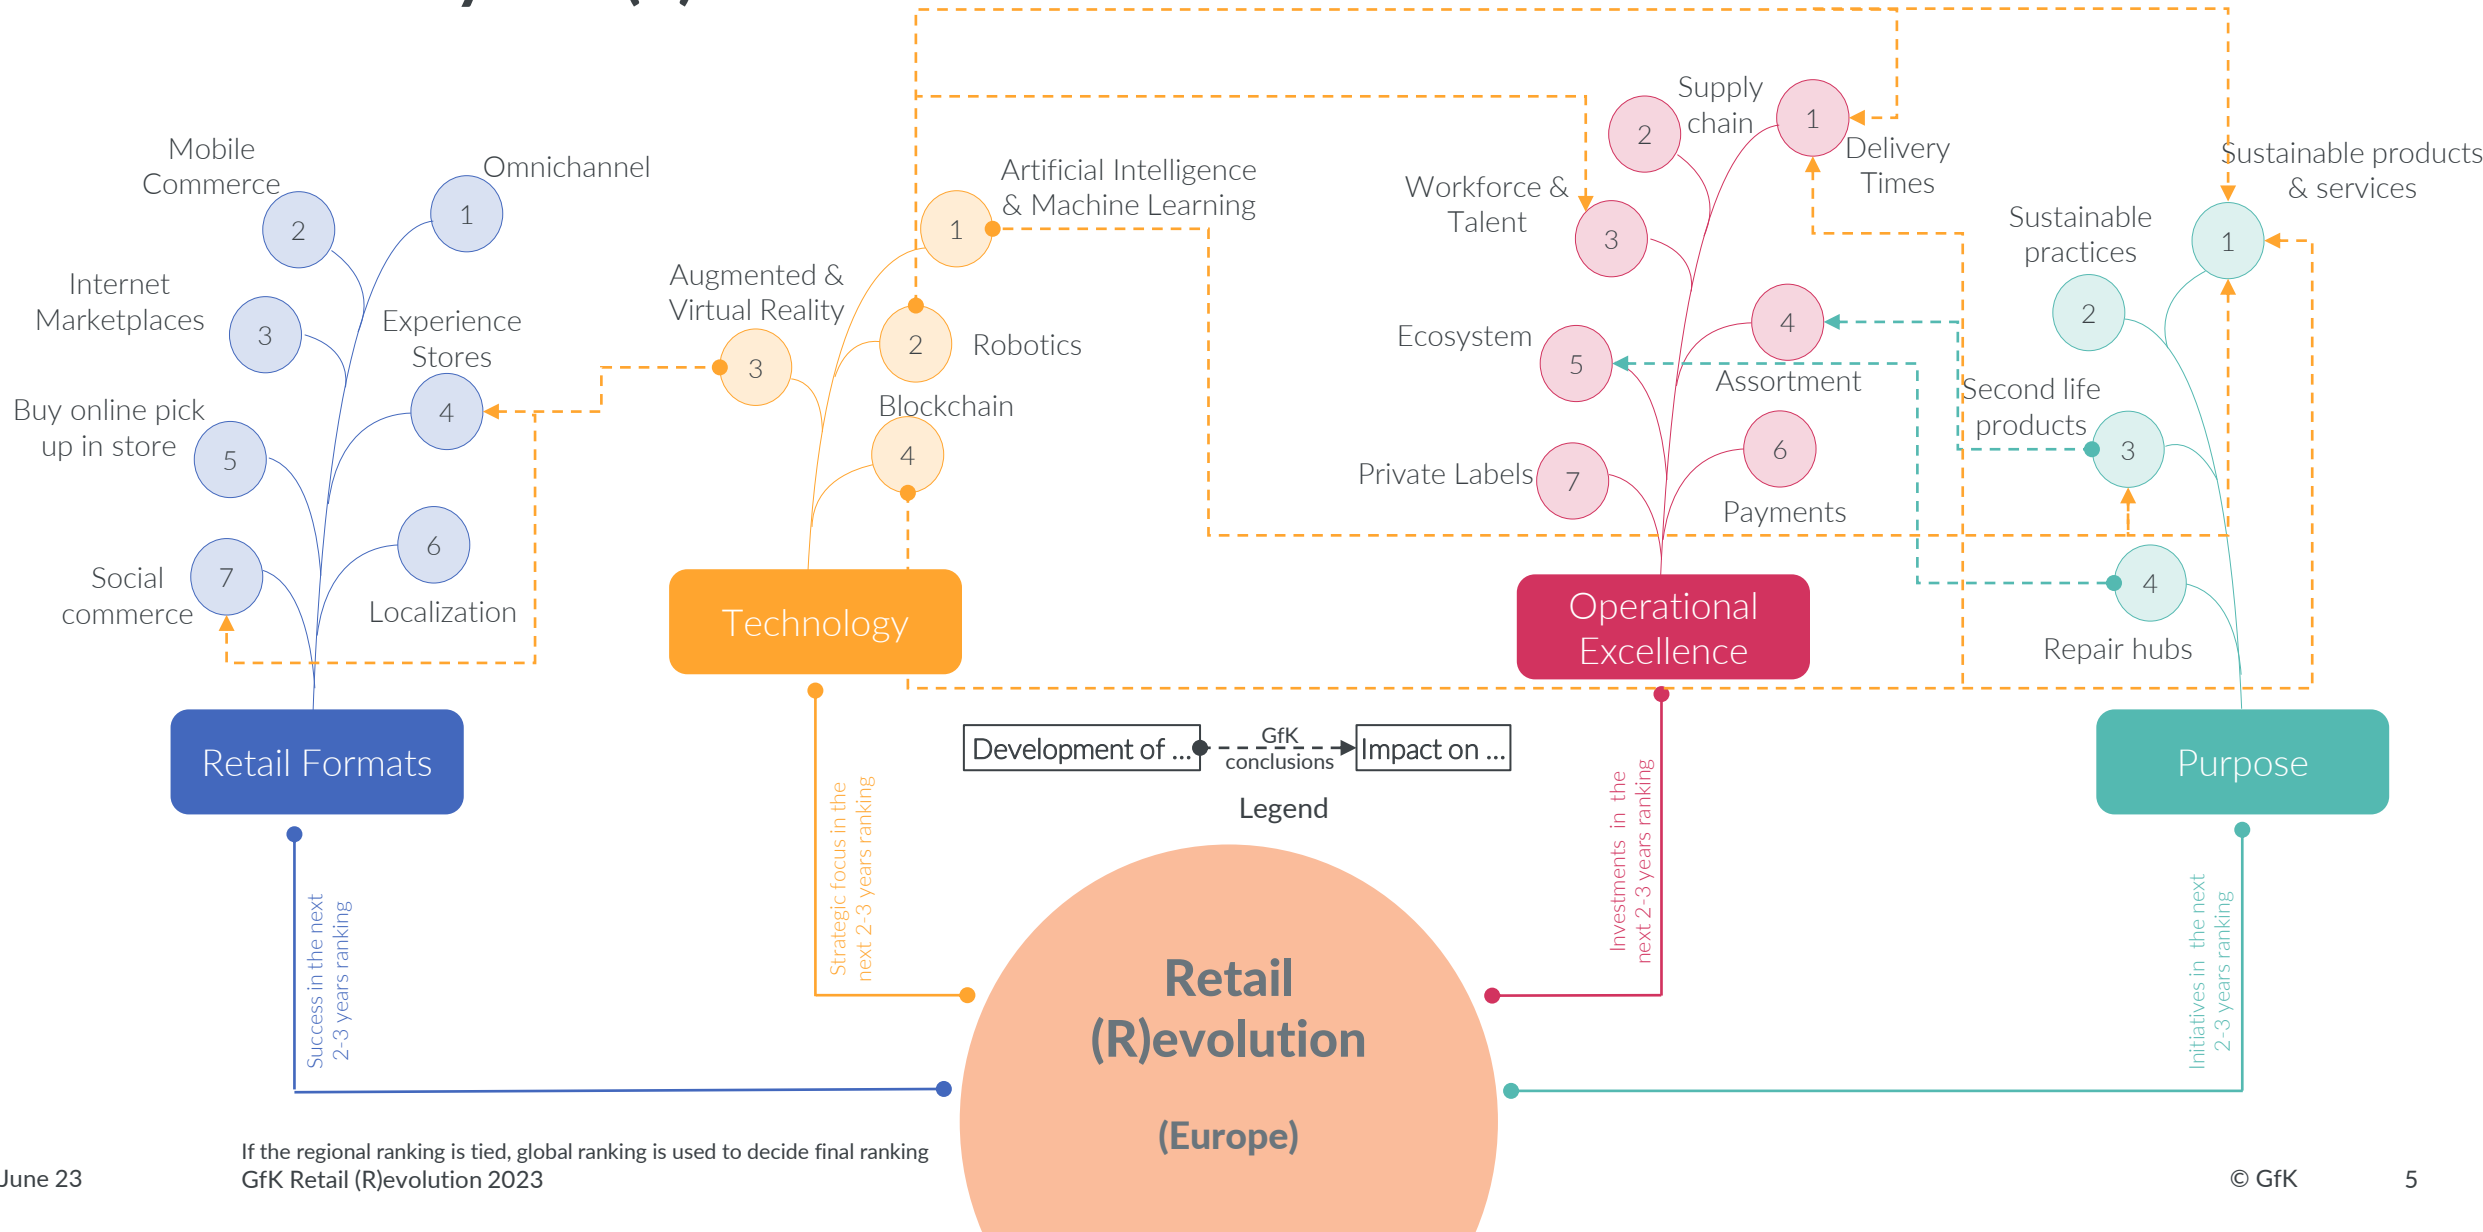 Mobile
Commerce
2
Omnichannel
1
Internet
Marketplaces
3
Experience
Stores
4
Buy online pick
up in store
5
6
Localization
Social
commerce
7
Retail Formats
Success in the next
2-3 years ranking
Artificial Intelligence
& Machine Learning
1
Augmented &
Virtual Reality
3
2
Robotics
Blockchain
4
Technology
Strategic focus in the
next 2-3 years ranking
Supply
chain
2
1
Delivery
Times
Workforce &
Talent
3
4
Assortment
Ecosystem
5
6
Payments
Private Labels
7
Operational
Excellence
Investments in the
next 2-3 years ranking
Sustainable products
& services
1
Sustainable
practices
2
Second life
products
3
4
Repair hubs
Purpose
Initiatives in the next
2-3 years ranking
Development of ...
GfK
conclusions
Impact on ...
Legend
Retail
(R)evolution
(Europe)
If the regional ranking is tied, global ranking is used to decide final ranking
June 23
GfK Retail (R)evolution 2023
© GfK
5